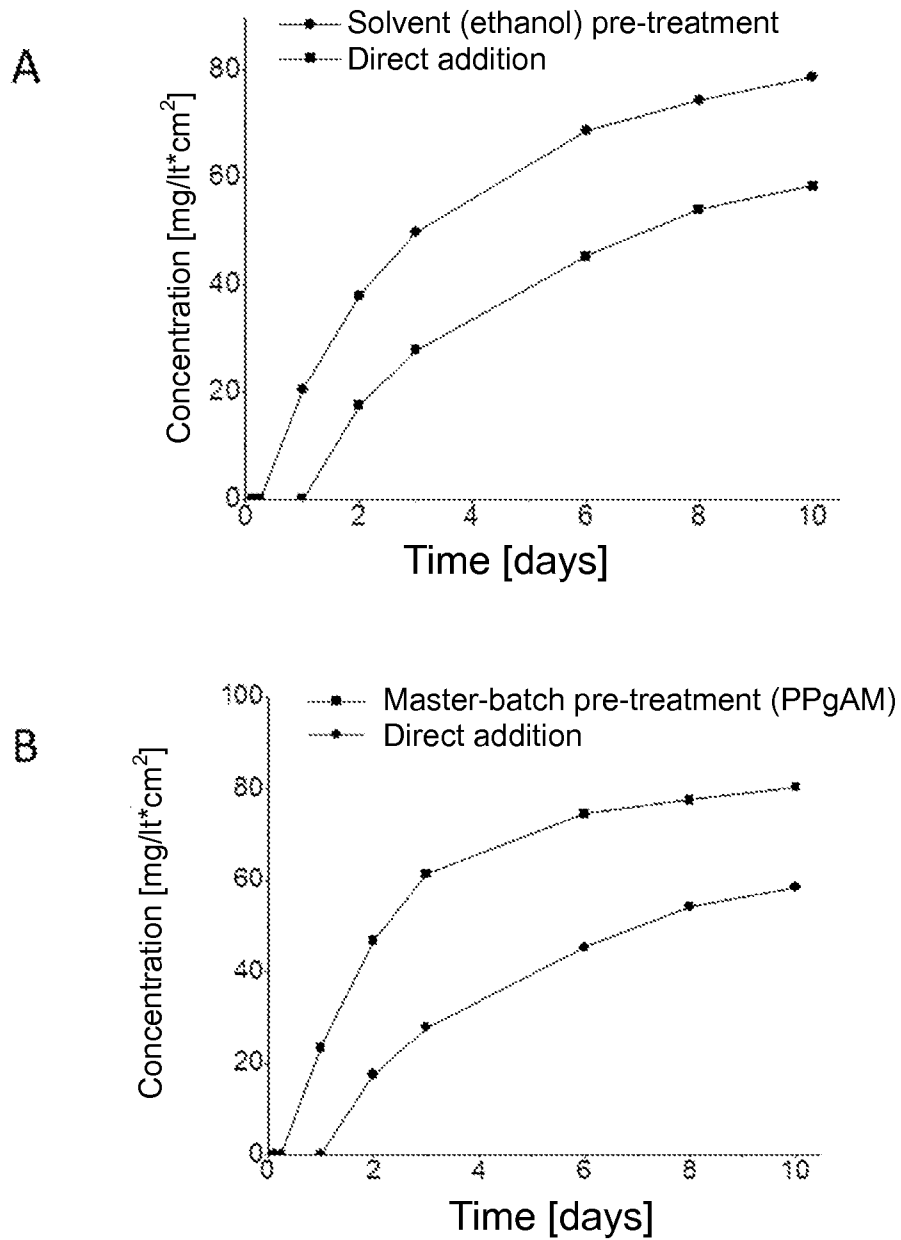 A
Solvent (ethanol) pre-treatment
Direct addition
Concentration [mg/lt*cm²]
80
60
40
20
0
0 2 4 6 8 10
Time [days]
B
Master-batch pre-treatment (PPgAM)
Direct addition
Concentration [mg/lt*cm²]
100
80
60
40
20
0
0 2 4 6 8 10
Time [days]